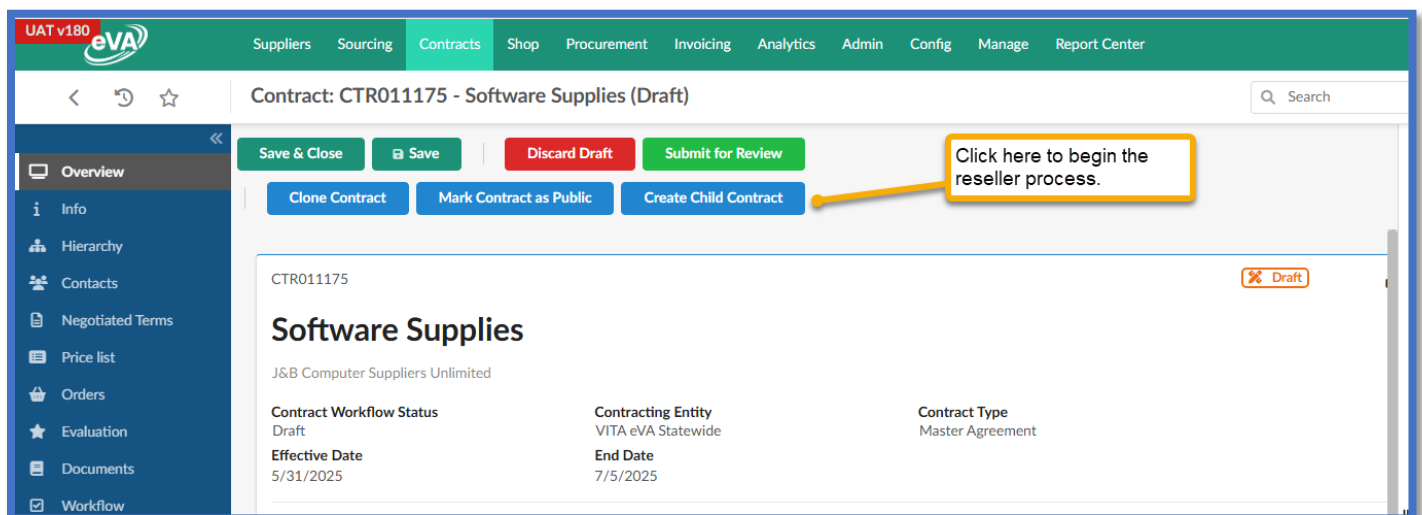 UAT v180
eVA
Suppliers Sourcing Contracts Shop Procurement Invoicing Analytics Admin Config Manage Report Center
Contract: CTR011175 - Software Supplies (Draft)
Search
Save & Close Save Discard Draft Submit for Review
Clone Contract Mark Contract as Public Create Child Contract
Click here to begin the
reseller process.
Overview
Info
Hierarchy
Contacts
Negotiated Terms
Price list
Orders
Evaluation
Documents
Workflow
CTR011175
Draft
Software Supplies
J&B Computer Suppliers Unlimited
Contract Workflow Status Contracting Entity Contract Type
Draft VITA eVA Statewide Master Agreement
Effective Date End Date
5/31/2025 7/5/2025